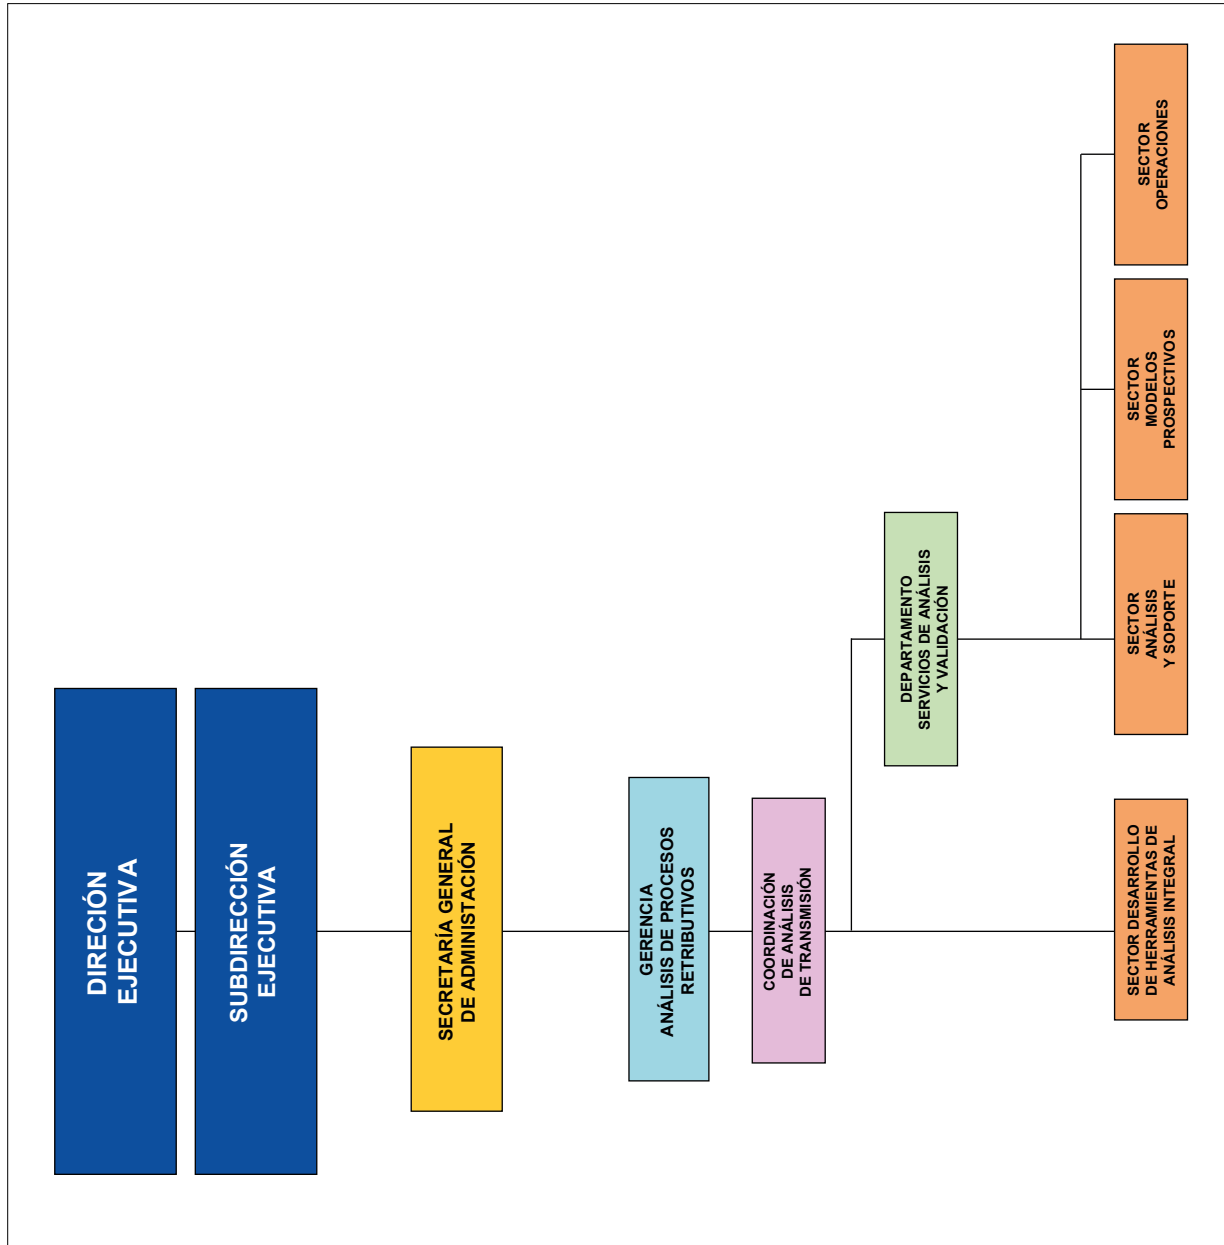 DIRECIÓN
EJECUTIVA
SUBDIRECCIÓN
EJECUTIVA
SECRETARÍA GENERAL
DE ADMINISTACIÓN
GERENCIA
ANÁLISIS DE PROCESOS
RETRIBUTIVOS
COORDINACIÓN
DE ANÁLISIS
DE TRANSMISIÓN
DEPARTAMENTO
SERVICIOS DE ANÁLISIS
Y VALIDACIÓN
SECTOR DESARROLLO
DE HERRAMIENTAS DE
ANÁLISIS INTEGRAL
SECTOR
ANÁLISIS
Y SOPORTE
SECTOR
MODELOS
PROSPECTIVOS
SECTOR
OPERACIONES